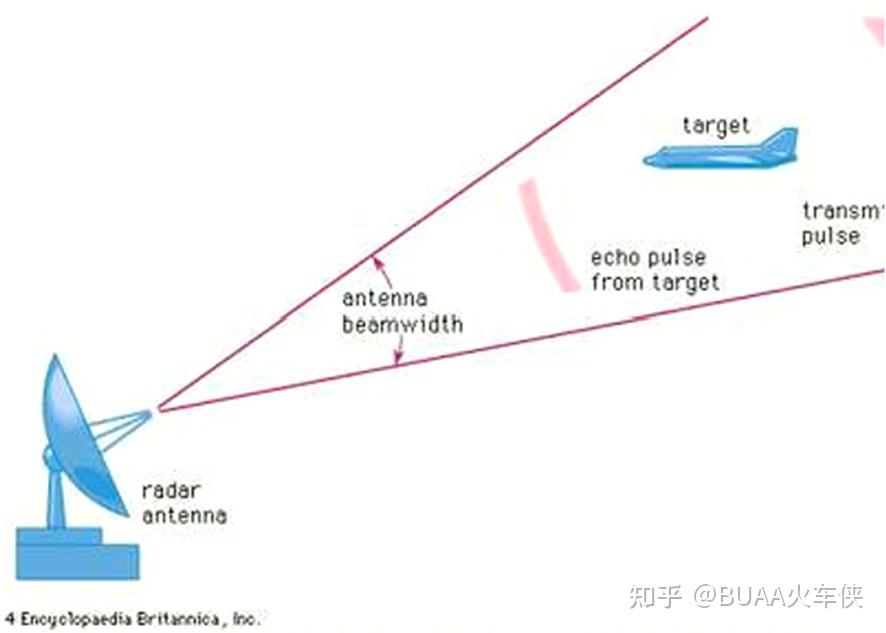 target
transm
pulse
echo pulse
from target
antenna
beamwidth
radar
antenna
知乎 @BUAA火车侠
4 Encyclopaedia Britannica, Inc.